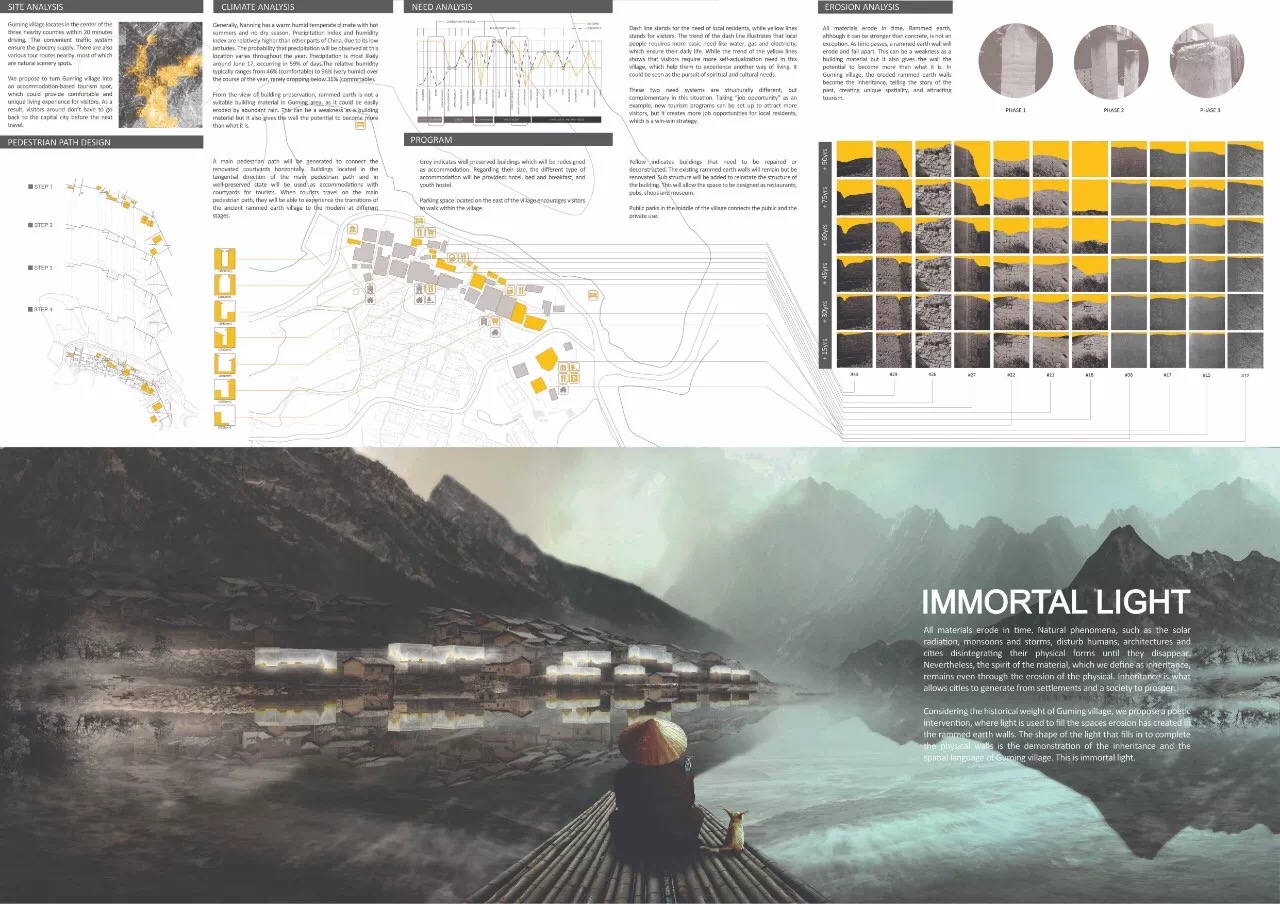 SITE ANALYSIS
Guming village locates in the center of the
three nearby counties within 20 minutes
driving. The convenient traffic system
ensure the grocery supply. There are also
various tour routes nearby, most of which
are natural scenery spots.
We propose to turn Guming Village into
an accommodation-based tourism spot,
which could provide comfortable and
unique living experience for visitors. As a
result, visitors around don't have to go
back to the capital city before the next
travel.
CLIMATE ANALYSIS
Generally, Nanning has a warm humid temperate climate with hot
summers and no dry season. Precipitation index and humidity
index are relatively higher than other parts of China, due to its low
latitudes. The probability that precipitation will be observed at this
location varies throughout the year. Precipitation is most likely
around June 17, occurring in 59% of days.The relative humidity
typically ranges from 46% (comfortable) to 96% (very humid) over
the course of the year, rarely dropping below 31% (comfortable).
From the view of building preservation, rammed earth is not a
suitable building material in Guming area, as it could be easily
eroded by abundant rain. This can be a weakness as a building
material but it also gives the wall the potential to become more
than what it is.
NEED ANALYSIS
Dash line stands for the need of local residents, while yellow lines
stands for visitors. The trend of the dash line illustrates that local
people requires more basic need like water, gas and electricity,
which ensure their daily life. While the trend of the yellow lines
shows that visitors require more self-actualization need in this
village, which help them to experience another way of living. It
could be seen as the pursuit of spiritual and cultural needs.
These two need systems are structurally different, but
complementary in this situation. Taking "job opportunity" as an
example, new tourism programs can be set up to attract more
visitors, but it creates more job opportunities for local residents,
which is a win-win strategy.
EROSION ANALYSIS
All materials erode in time. Rammed earth,
although it can be stronger than concrete, is not an
exception. As time passes, a rammed earth wall will
erode and fall apart. This can be a weakness as a
building material but it also gives the wall the
potential to become more than what it is. In
Guming village, the eroded rammed earth walls
become the inheritance, telling the story of the
past, creating unique spatiality, and attracting
tourism.
PHASE 1
PHASE 2
PHASE 3
PEDESTRIAN PATH DESIGN
STEP 1
STEP 2
STEP 3
STEP 4
A main pedestrian path will be generated to connect the
renovated courtyards horizontally. Buildings located in the
tangential direction of the main pedestrian path and in
well-preserved state will be used as accommodations with
courtyards for tourists. When tourists travel on the main
pedestrian path, they will be able to experience the transitions of
the ancient rammed earth village to the modern at different
stages.
PROGRAM
Grey indicates well preserved buildings which will be redesigned
as accommodation. Regarding their size, the different type of
accommodation will be provided: hotel, bed and breakfast, and
youth hostel.
Parking space located on the east of the village encourages visitors
to walk within the village.
Yellow indicates buildings that need to be repaired or
deconstructed. The existing rammed earth walls will remain but be
renovated. Sub structure will be added to reinstate the structure of
the building. This will allow the space to be designed as restaurants,
pubs, shops and museum.
Public parks in the middle of the village connects the public and the
private use.
+ 90yrs
+ 75yrs
+ 60yrs
+ 45yrs
+ 30yrs
+ 15yrs
#29
#26
#27
#22
#21
#18
#08
#17
#15
IMMORTAL LIGHT
All materials erode in time. Natural phenomena, such as the solar
radiation, monsoons and storms, disturb humans, architectures and
cities disintegrating their physical forms until they disappear.
Nevertheless, the spirit of the material, which we define as inheritance,
remains even through the erosion of the physical. Inheritance is what
allows cities to generate from settlements and a society to prosper.
Considering the historical weight of Guming village, we propose a poetic
intervention, where light is used to fill the spaces erosion has created in
the rammed earth walls. The shape of the light that fills in to complete
the physical walls is the demonstration of the inheritance and the
spatial language of Guming village. This is immortal light.